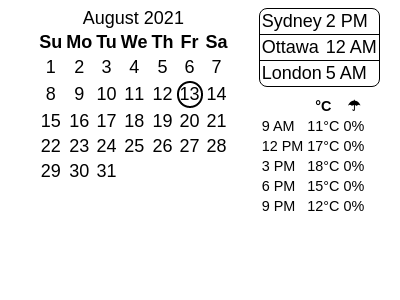 August 2021
Su Mo Tu We Th Fr Sa
1 2 3 4 5 6 7
8 9 10 11 12 13 14
15 16 17 18 19 20 21
22 23 24 25 26 27 28
29 30 31
Sydney 2 PM
Ottawa 12 AM
London 5 AM
°C ☂
9 AM 11°C 0%
12 PM 17°C 0%
3 PM 18°C 0%
6 PM 15°C 0%
9 PM 12°C 0%